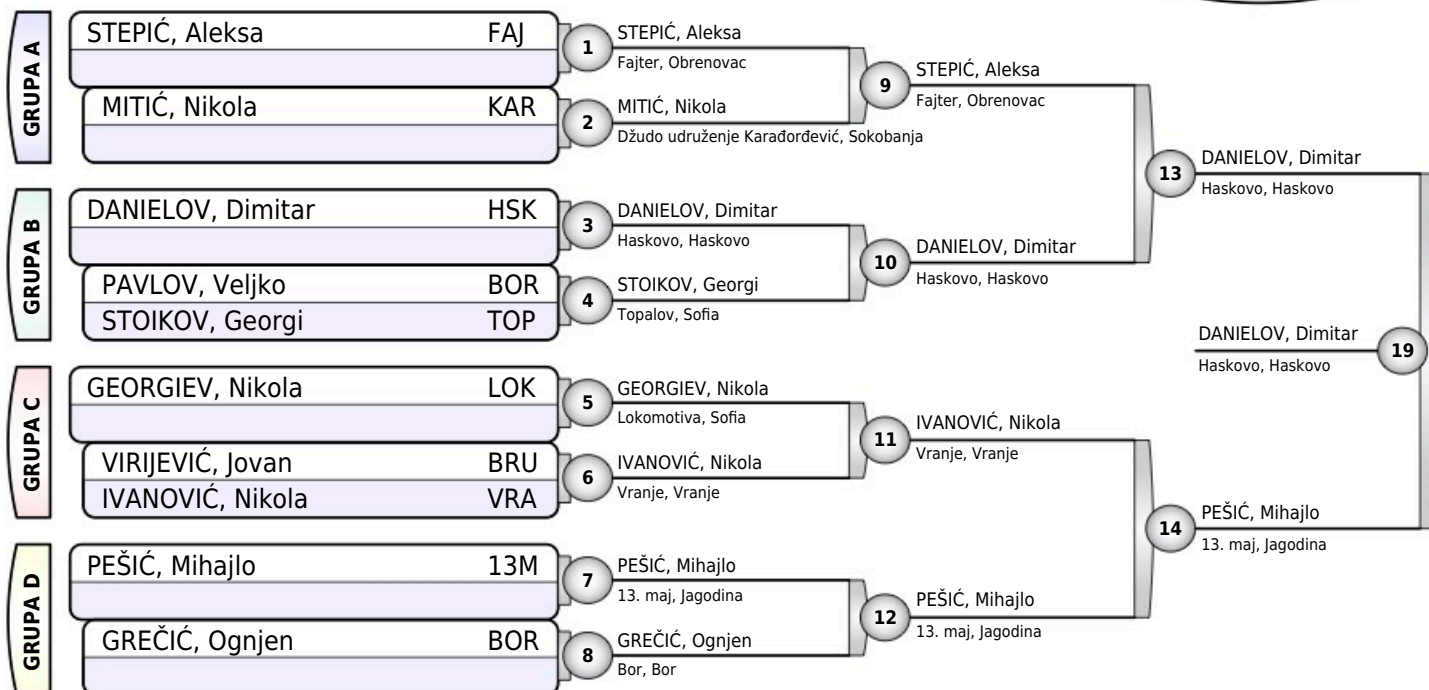 GRUPA A
STEPIĆ, Aleksa FAJ
MITIĆ, Nikola KAR
1
STEPIĆ, Aleksa
Fajter, Obrenovac
2
MITIĆ, Nikola
Džudo udruženje Karađorđević, Sokobanja
9
STEPIĆ, Aleksa
Fajter, Obrenovac
GRUPA B
DANIELOV, Dimitar HSK
PAVLOV, Veljko BOR
STOIKOV, Georgi TOP
3
DANIELOV, Dimitar
Haskovo, Haskovo
4
STOIKOV, Georgi
Topalov, Sofia
10
DANIELOV, Dimitar
Haskovo, Haskovo
13
DANIELOV, Dimitar
Haskovo, Haskovo
GRUPA C
GEORGIEV, Nikola LOK
VIRIJEVIĆ, Jovan BRU
IVANOVIĆ, Nikola VRA
5
GEORGIEV, Nikola
Lokomotiva, Sofia
6
IVANOVIĆ, Nikola
Vranje, Vranje
11
IVANOVIĆ, Nikola
Vranje, Vranje
GRUPA D
PEŠIĆ, Mihajlo 13M
GREČIĆ, Ognjen BOR
7
PEŠIĆ, Mihajlo
13. maj, Jagodina
8
GREČIĆ, Ognjen
Bor, Bor
12
PEŠIĆ, Mihajlo
13. maj, Jagodina
14
PEŠIĆ, Mihajlo
13. maj, Jagodina
DANIELOV, Dimitar
Haskovo, Haskovo
19